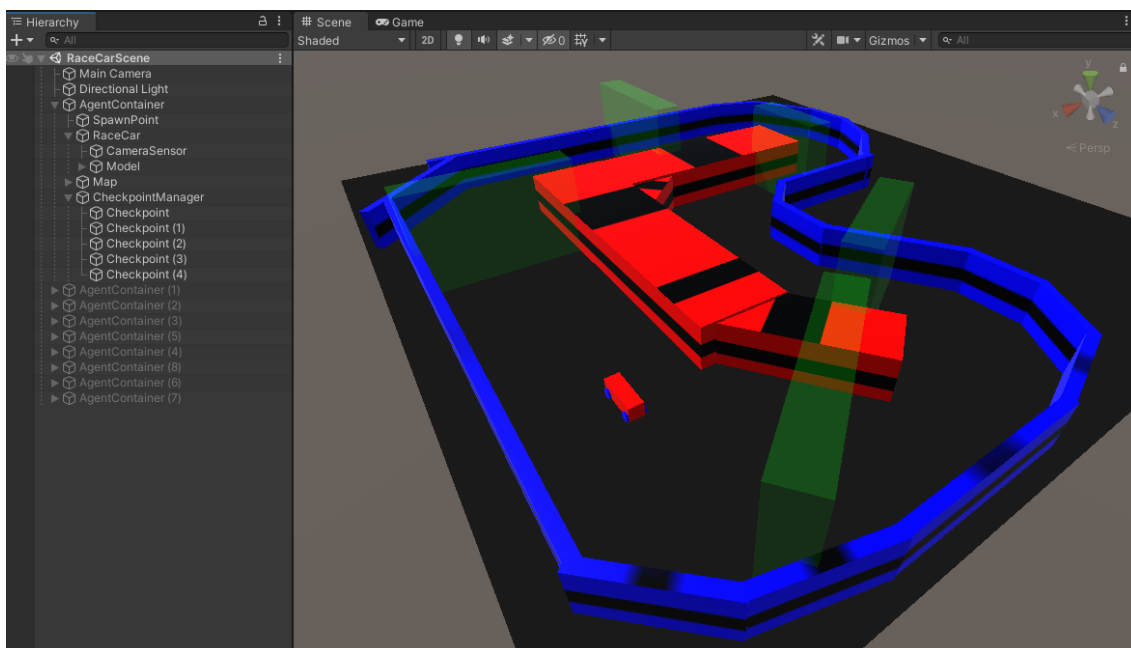 Hierarchy
All
RaceCarScene
Main Camera
Directional Light
AgentContainer
SpawnPoint
RaceCar
CameraSensor
Model
Map
CheckpointManager
Checkpoint
Checkpoint (1)
Checkpoint (2)
Checkpoint (3)
Checkpoint (4)
AgentContainer (1)
AgentContainer (2)
AgentContainer (3)
AgentContainer (5)
AgentContainer (4)
AgentContainer (8)
AgentContainer (6)
AgentContainer (7)
Scene Game
Shaded 2D 0 Gizmos All
y
x z
Persp